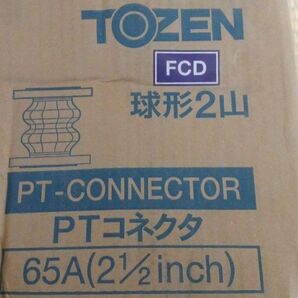 TOZEN
FCD
球形2山
PT-CONNECTOR
PTコネクタ
65A(2½inch)